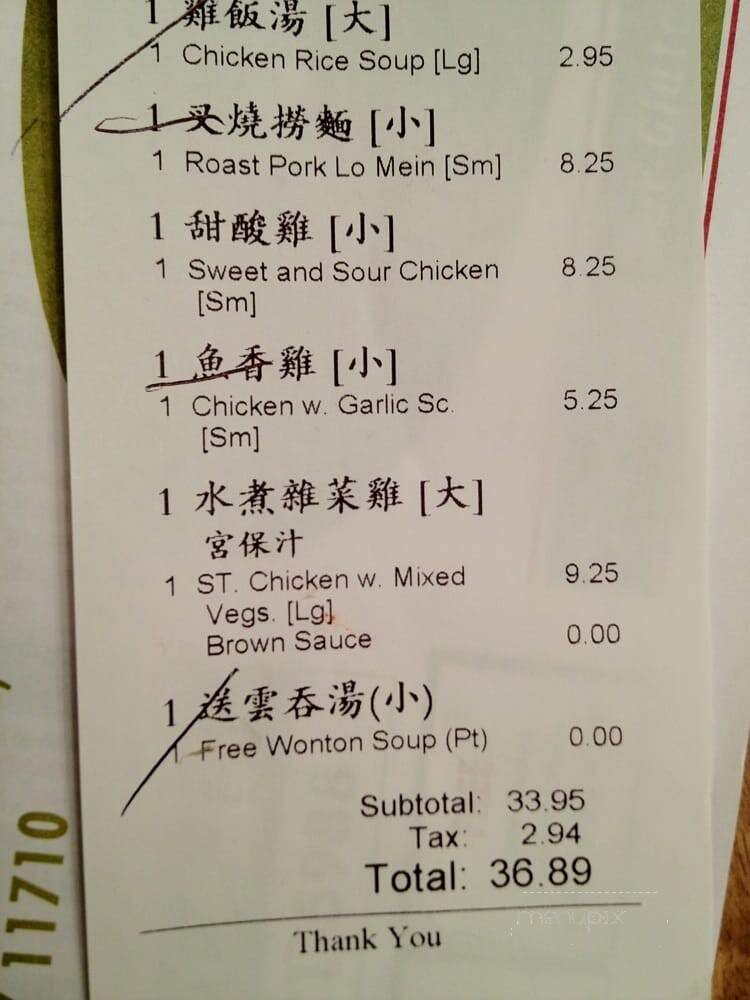 1 雞飯湯 [大]
1 Chicken Rice Soup [Lg] 2.95
1 叉燒撈麵 [小]
1 Roast Pork Lo Mein [Sm] 8.25
1 甜酸雞 [小]
1 Sweet and Sour Chicken 8.25
[Sm]
1 魚香雞 [小]
1 Chicken w. Garlic Sc. 5.25
[Sm]
1 水煮雜菜雞 [大]
宮保汁
1 ST. Chicken w. Mixed 9.25
Vegs. [Lg]
Brown Sauce 0.00
1 送雲吞湯(小)
1 Free Wonton Soup (Pt) 0.00
Subtotal: 33.95
Tax: 2.94
Total: 36.89
Thank You
menupix
11710